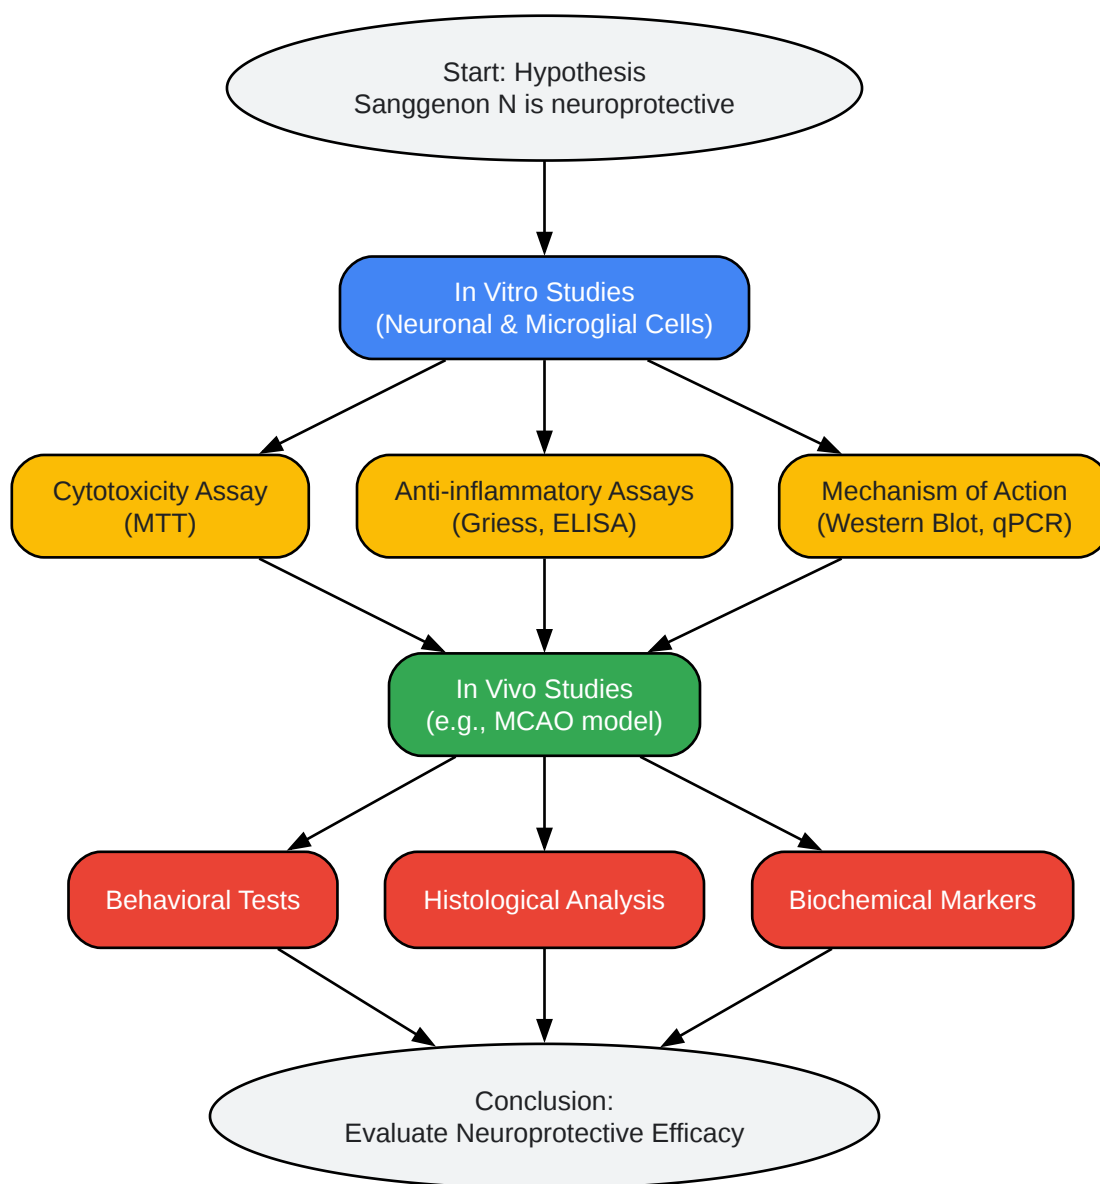 Start: Hypothesis
Sanggenon N is neuroprotective
In Vitro Studies
(Neuronal & Microglial Cells)
Cytotoxicity Assay
(MTT)
Anti-inflammatory Assays
(Griess, ELISA)
Mechanism of Action
(Western Blot, qPCR)
In Vivo Studies
(e.g., MCAO model)
Behavioral Tests
Histological Analysis
Biochemical Markers
Conclusion:
Evaluate Neuroprotective Efficacy